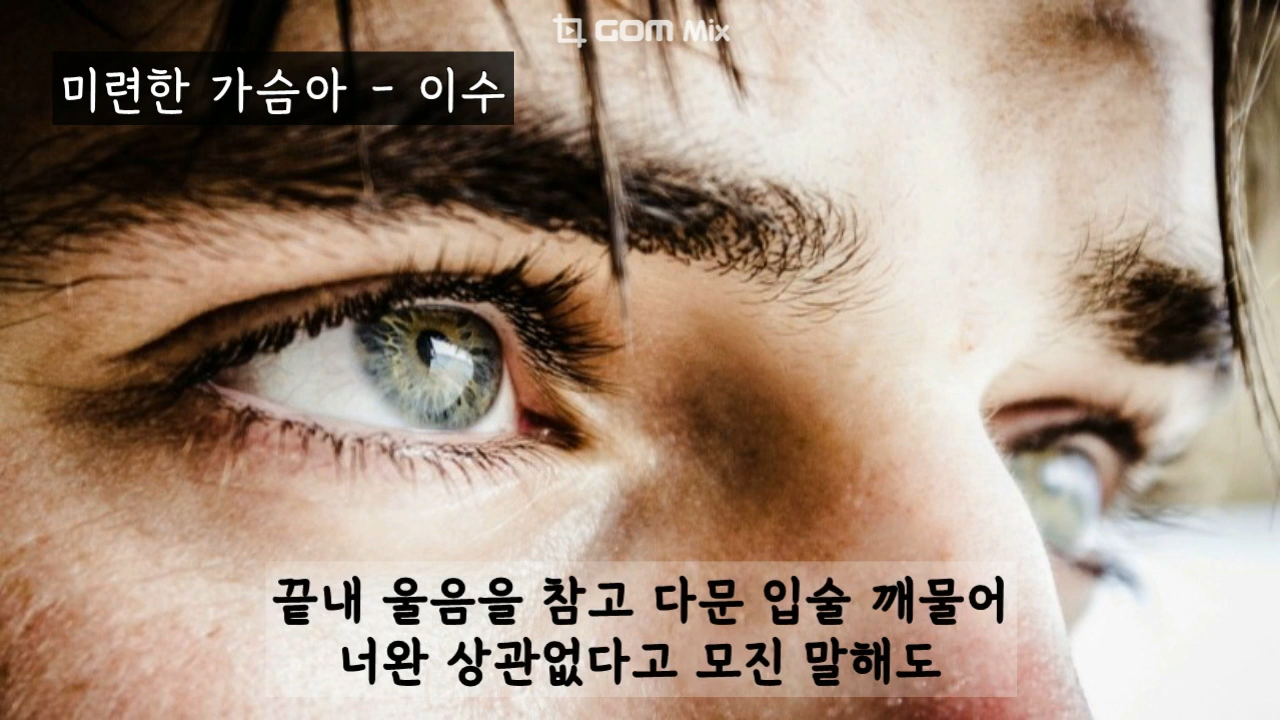 GOM Mix
미련한 가슴아 - 이수
끝내 울음을 참고 다문 입술 깨물어
너완 상관없다고 모진 말해도